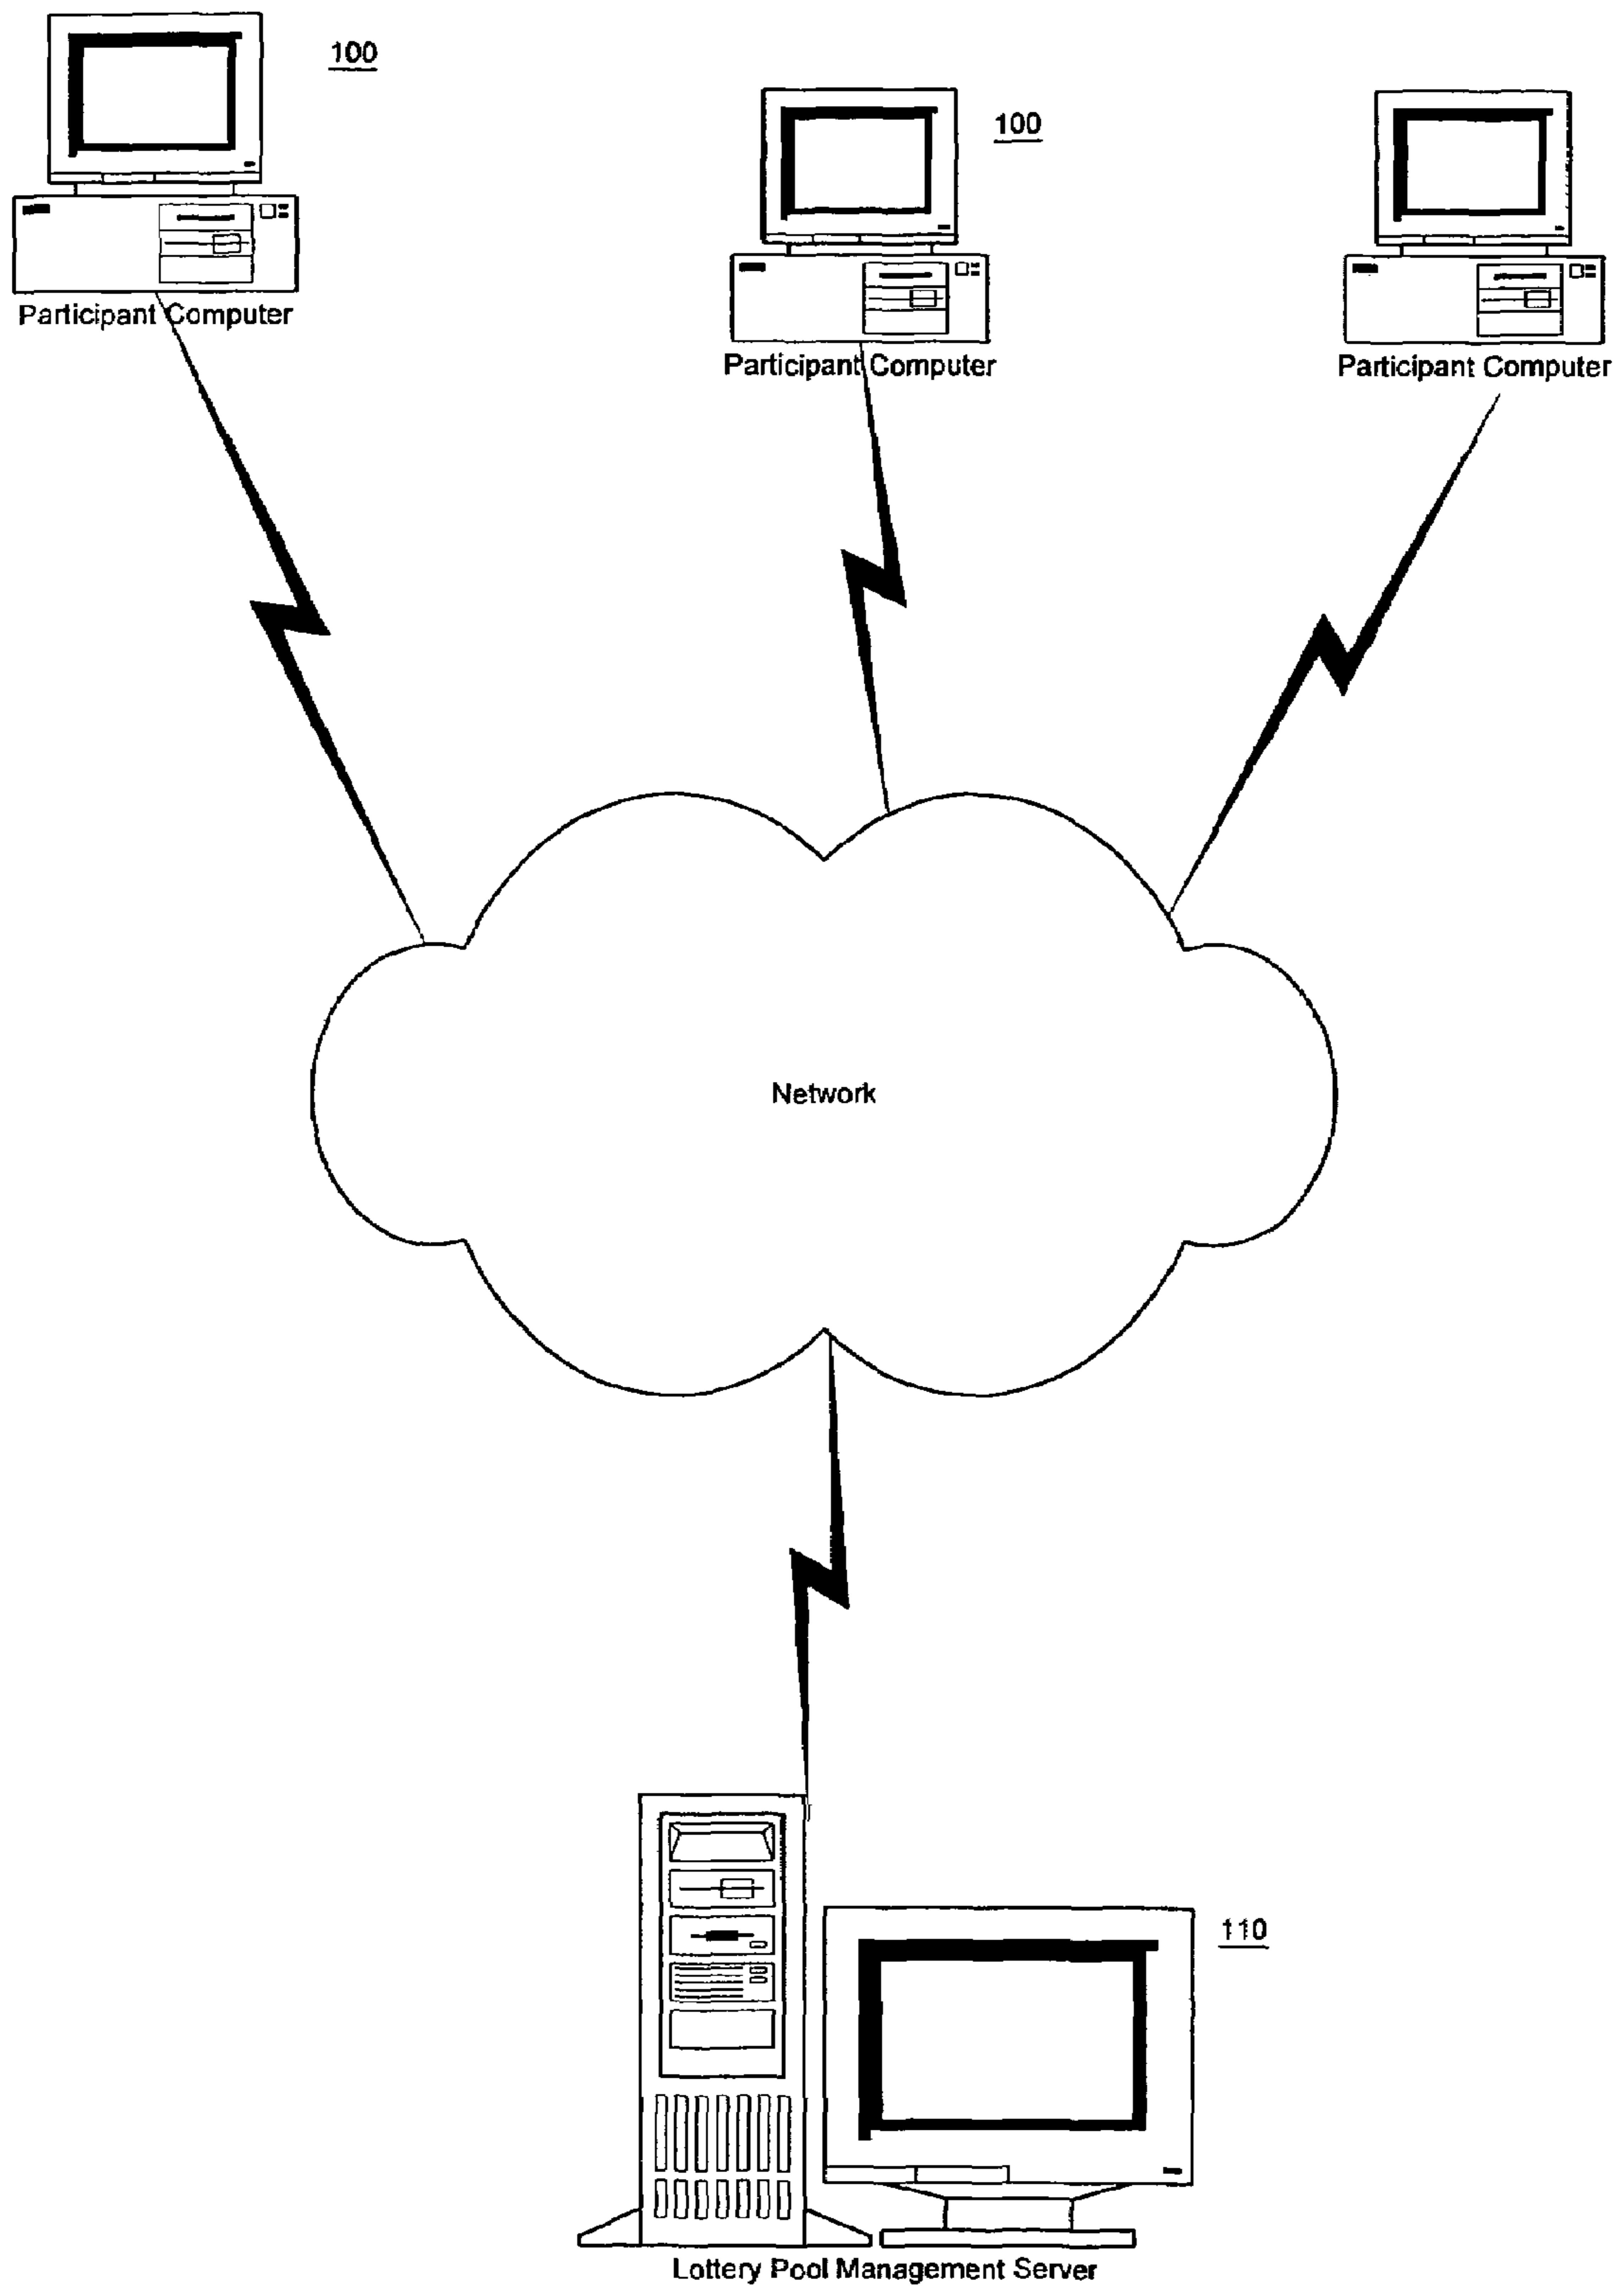 100
100
Participant Computer
Participant Computer
Participant Computer
Network
110
Lottery Pool Management Server